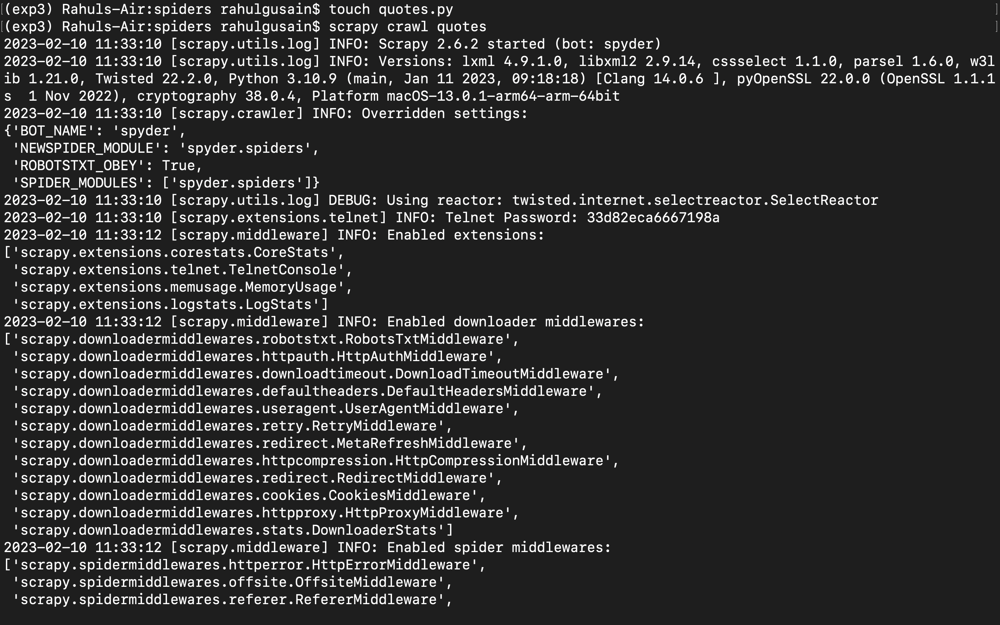 [(exp3) Rahuls-Air:spiders rahulgusain$ touch quotes.py ]
[(exp3) Rahuls-Air:spiders rahulgusain$ scrapy crawl quotes ]
2023-02-10 11:33:10 [scrapy.utils.log] INFO: Scrapy 2.6.2 started (bot: spyder)
2023-02-10 11:33:10 [scrapy.utils.log] INFO: Versions: lxml 4.9.1.0, libxml2 2.9.14, cssselect 1.1.0, parsel 1.6.0, w3l
ib 1.21.0, Twisted 22.2.0, Python 3.10.9 (main, Jan 11 2023, 09:18:18) [Clang 14.0.6 ], pyOpenSSL 22.0.0 (OpenSSL 1.1.1
s  1 Nov 2022), cryptography 38.0.4, Platform macOS-13.0.1-arm64-arm-64bit
2023-02-10 11:33:10 [scrapy.crawler] INFO: Overridden settings:
{'BOT_NAME': 'spyder',
 'NEWSPIDER_MODULE': 'spyder.spiders',
 'ROBOTSTXT_OBEY': True,
 'SPIDER_MODULES': ['spyder.spiders']}
2023-02-10 11:33:10 [scrapy.utils.log] DEBUG: Using reactor: twisted.internet.selectreactor.SelectReactor
2023-02-10 11:33:10 [scrapy.extensions.telnet] INFO: Telnet Password: 33d82eca6667198a
2023-02-10 11:33:12 [scrapy.middleware] INFO: Enabled extensions:
['scrapy.extensions.corestats.CoreStats',
 'scrapy.extensions.telnet.TelnetConsole',
 'scrapy.extensions.memusage.MemoryUsage',
 'scrapy.extensions.logstats.LogStats']
2023-02-10 11:33:12 [scrapy.middleware] INFO: Enabled downloader middlewares:
['scrapy.downloadermiddlewares.robotstxt.RobotsTxtMiddleware',
 'scrapy.downloadermiddlewares.httpauth.HttpAuthMiddleware',
 'scrapy.downloadermiddlewares.downloadtimeout.DownloadTimeoutMiddleware',
 'scrapy.downloadermiddlewares.defaultheaders.DefaultHeadersMiddleware',
 'scrapy.downloadermiddlewares.useragent.UserAgentMiddleware',
 'scrapy.downloadermiddlewares.retry.RetryMiddleware',
 'scrapy.downloadermiddlewares.redirect.MetaRefreshMiddleware',
 'scrapy.downloadermiddlewares.httpcompression.HttpCompressionMiddleware',
 'scrapy.downloadermiddlewares.redirect.RedirectMiddleware',
 'scrapy.downloadermiddlewares.cookies.CookiesMiddleware',
 'scrapy.downloadermiddlewares.httpproxy.HttpProxyMiddleware',
 'scrapy.downloadermiddlewares.stats.DownloaderStats']
2023-02-10 11:33:12 [scrapy.middleware] INFO: Enabled spider middlewares:
['scrapy.spidermiddlewares.httperror.HttpErrorMiddleware',
 'scrapy.spidermiddlewares.offsite.OffsiteMiddleware',
 'scrapy.spidermiddlewares.referer.RefererMiddleware',